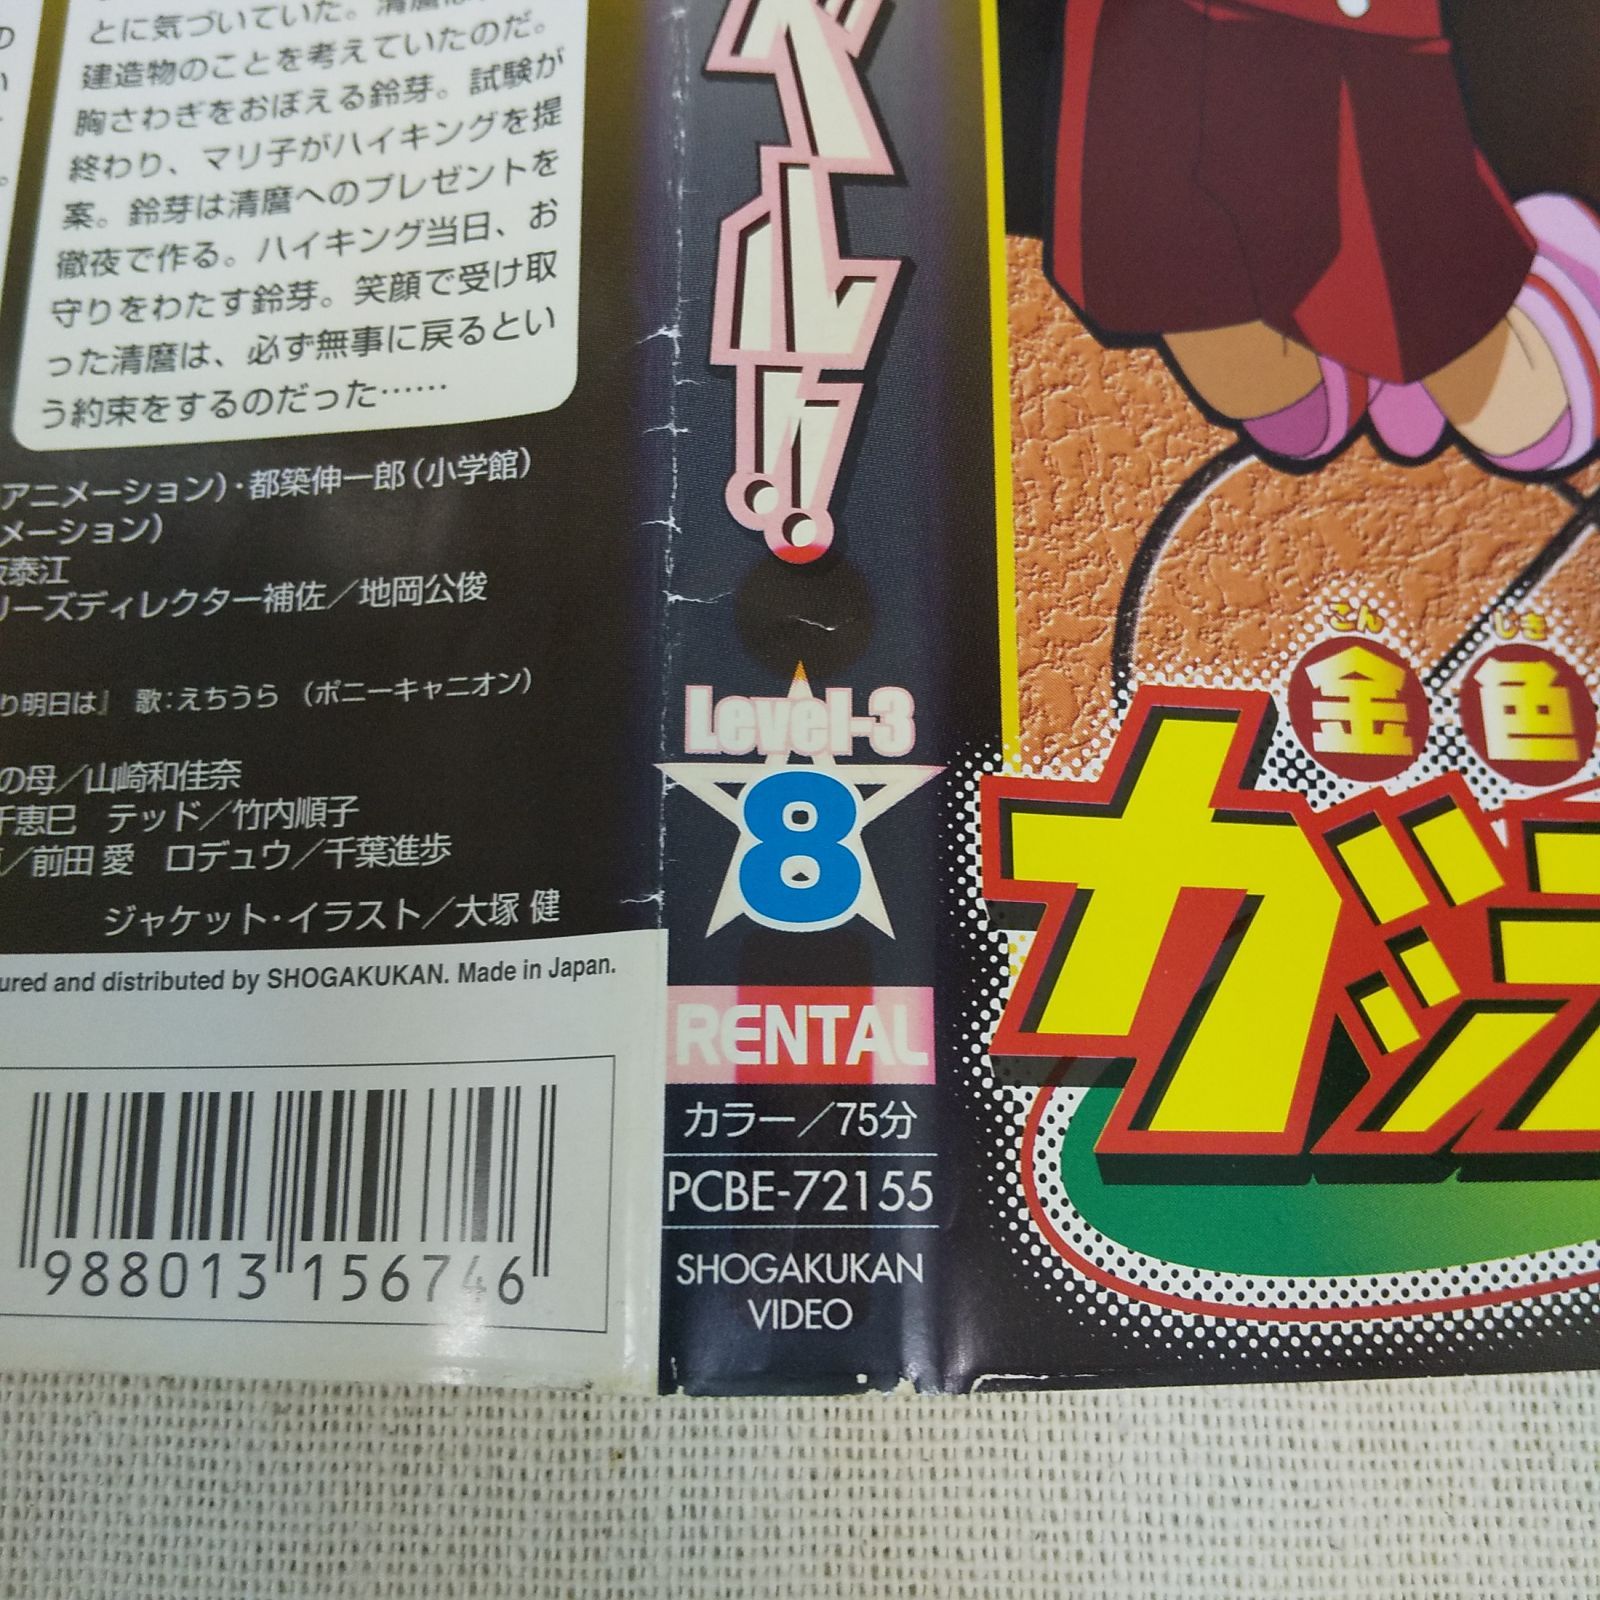 とに気づいていた。清麿は
建造物のことを考えていたのだ。
胸さわぎをおぼえる鈴芽。試験が
終わり、マリ子がハイキングを提
案。鈴芽は清麿へのプレゼントを
徹夜で作る。ハイキング当日、お
守りをわたす鈴芽。笑顔で受け取
った清麿は、必ず無事に戻るとい
う約束をするのだった……
アニメーション)・都築伸一郎(小学館)
メーション)
泰江
リーズディレクター補佐／地岡公俊
り明日は』 歌:えちうら (ポニーキャニオン)
の母／山崎和佳奈
千恵巳 テッド／竹内順子
／前田 愛 ロデュウ／千葉進歩
ジャケット・イラスト／大塚 健
ured and distributed by SHOGAKUKAN. Made in Japan.
988013 156746
ベル!!
Level-3
8
RENTAL
カラー／75分
PCBE-72155
SHOGAKUKAN
VIDEO
こん じき
金色
ガッ